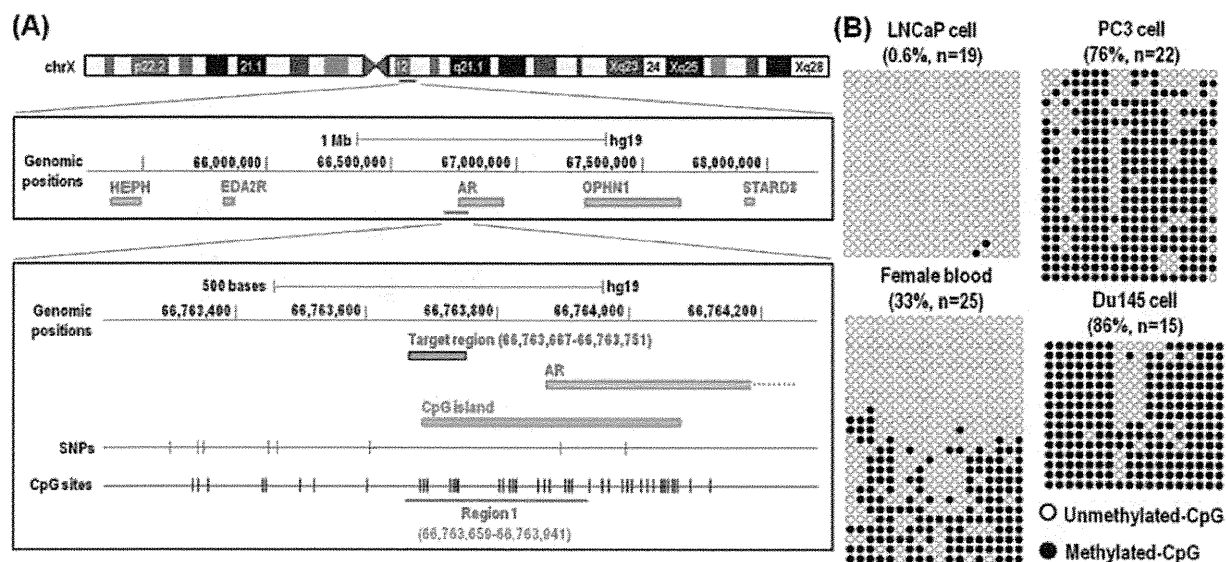 (A)
chrX
p22.2
21.1
q21.1
Xq23
24
Xq25
Xq28
1 Mb
hg19
Genomic
positions
66,000,000
66,500,000
67,000,000
67,500,000
68,000,000
HEPH
EDA2R
AR
OPHN1
STARD8
500 bases
hg19
Genomic
positions
66,763,400
66,763,600
66,763,800
66,764,000
66,764,200
Target region (66,763,687-66,763,751)
AR
CpG island
SNPs
CpG sites
Region 1
(66,763,659-66,763,941)
(B)
LNCaP cell
(0.6%, n=19)
PC3 cell
(76%, n=22)
Female blood
(33%, n=25)
Du145 cell
(86%, n=15)
Unmethylated-CpG
Methylated-CpG